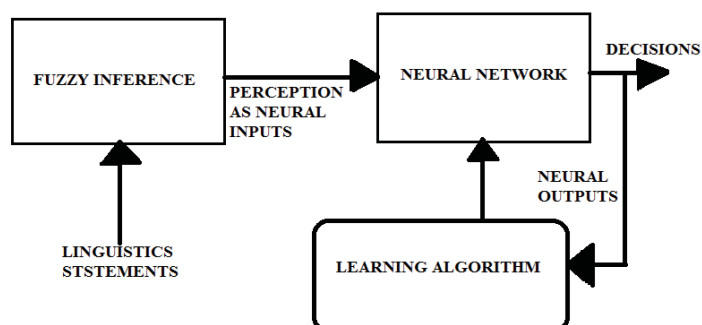 FUZZY INFERENCE
PERCEPTION
AS NEURAL
INPUTS
NEURAL NETWORK
DECISIONS
NEURAL
OUTPUTS
LINGUISTICS
STSTEMENTS
LEARNING ALGORITHM